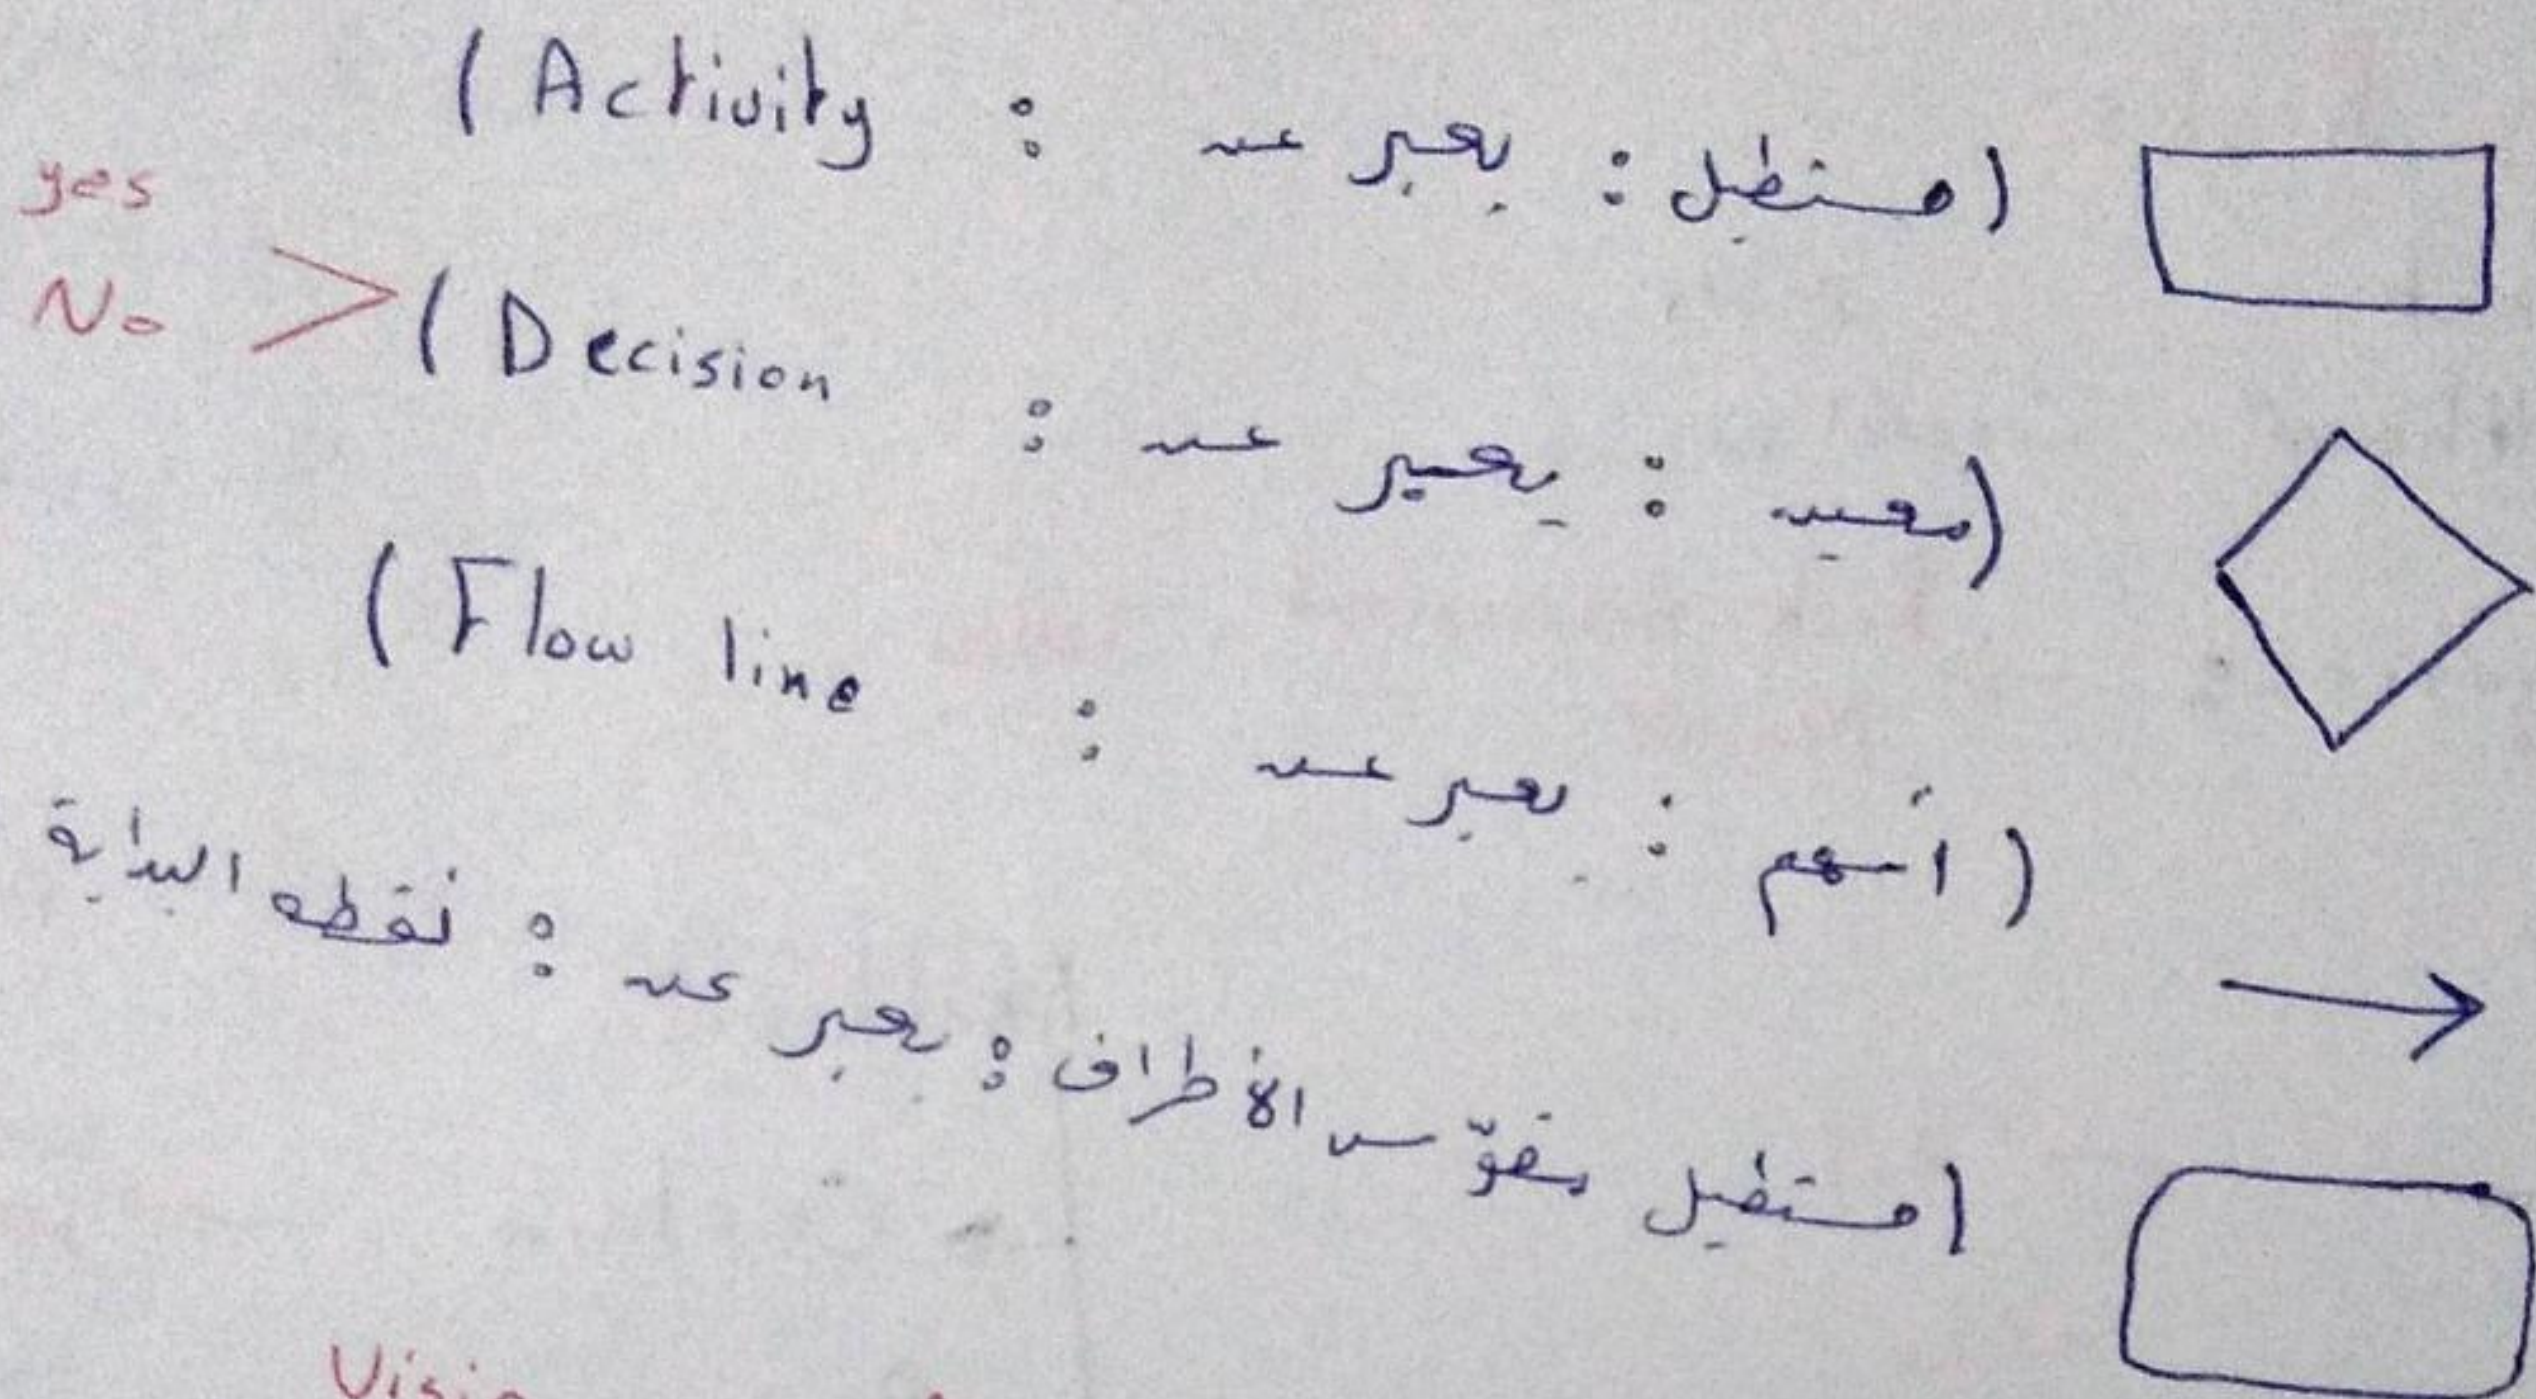 (مستطيل : يعبر عن : Activity)
(معين : يعبر عن : Decision) > yes No
(أسهم : يعبر عن : Flow line)
(مستطيل مقوّس الأطراف : يعبر عن : نقطه البداية